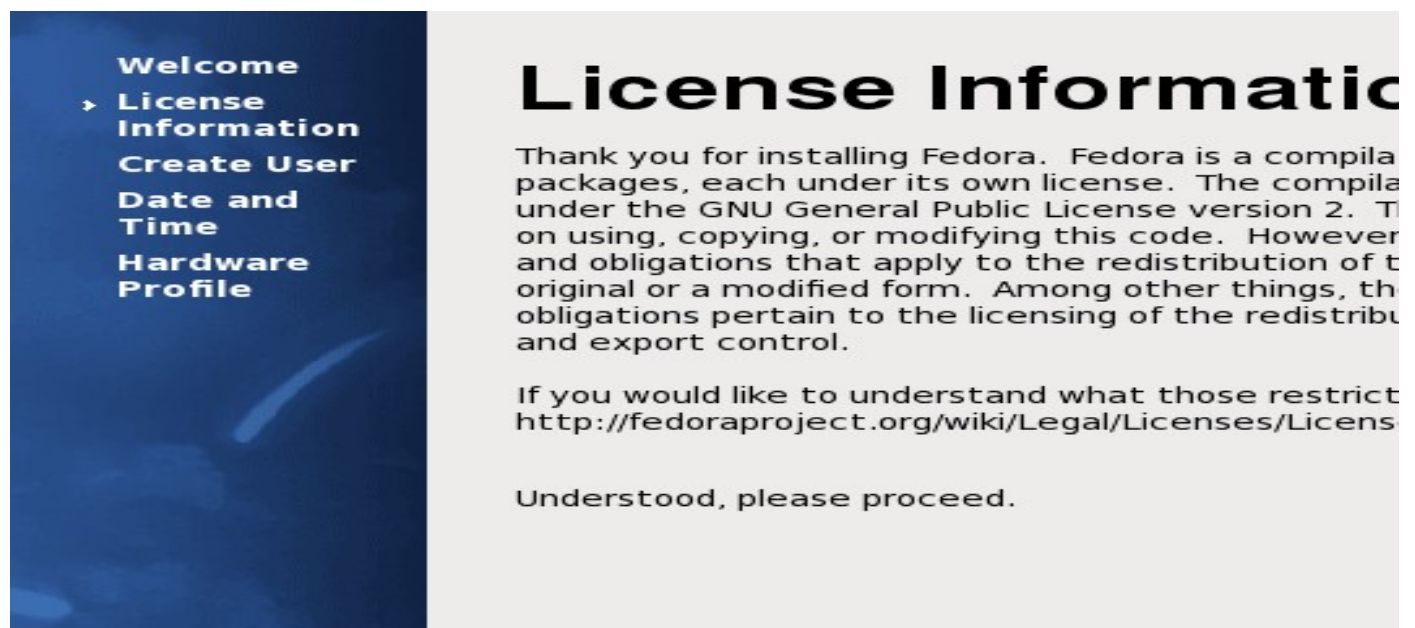 Welcome
License
Information
Create User
Date and
Time
Hardware
Profile
License Informatio
Thank you for installing Fedora.  Fedora is a compila
packages, each under its own license.  The compila
under the GNU General Public License version 2.  Th
on using, copying, or modifying this code.  However
and obligations that apply to the redistribution of t
original or a modified form.  Among other things, th
obligations pertain to the licensing of the redistribu
and export control.
If you would like to understand what those restrict
http://fedoraproject.org/wiki/Legal/Licenses/Licens
Understood, please proceed.